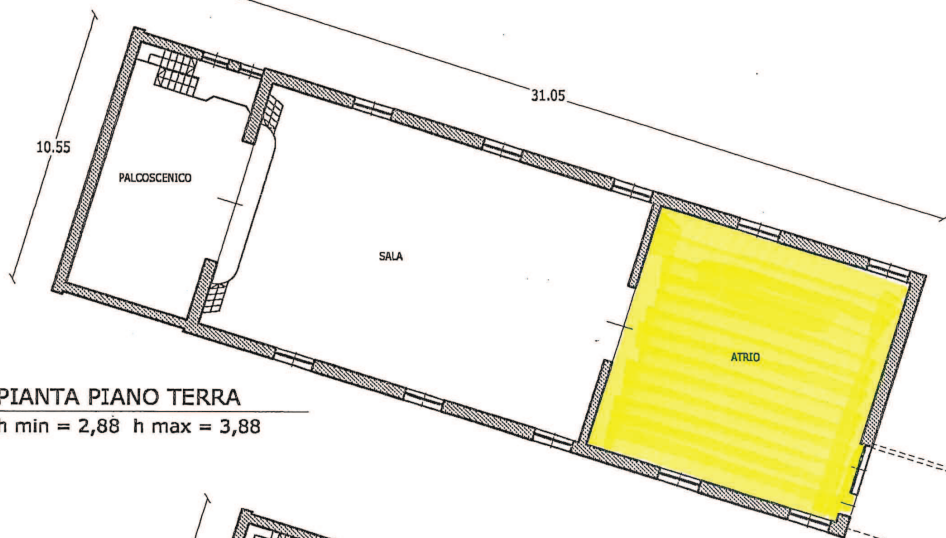 31.05
10.55
PALCOSCENICO
SALA
ATRIO
PIANTA PIANO TERRA
h min = 2,88 h max = 3,88